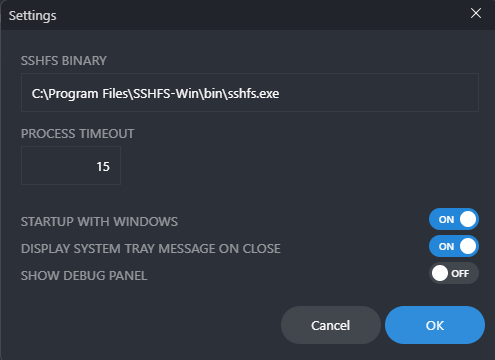 Settings
SSHFS BINARY
C:\Program Files\SSHFS-Win\bin\sshfs.exe
PROCESS TIMEOUT
15
STARTUP WITH WINDOWS ON
DISPLAY SYSTEM TRAY MESSAGE ON CLOSE ON
SHOW DEBUG PANEL OFF
Cancel OK